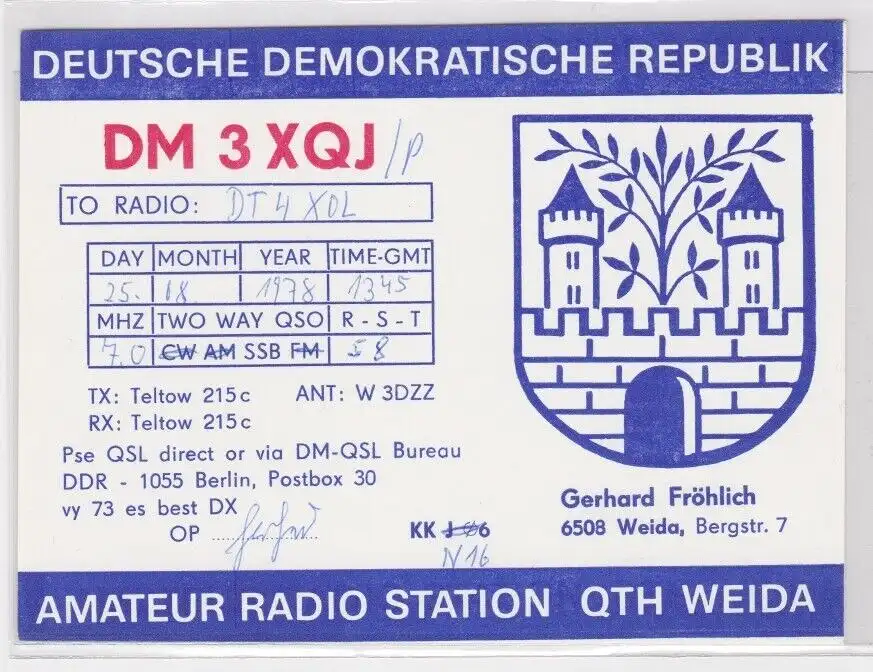 DEUTSCHE DEMOKRATISCHE REPUBLIK
DM 3 XQJ /P
TO RADIO: DT 4 XOL
DAY MONTH YEAR TIME-GMT
25. 08. 1978 1345
MHZ TWO WAY QSO R - S - T
7.0 CW AM SSB FM 58
TX: Teltow 215c ANT: W 3DZZ
RX: Teltow 215c
Pse QSL direct or via DM-QSL Bureau
DDR - 1055 Berlin, Postbox 30
vy 73 es best DX
OP
KK J Ø6
N16
Gerhard Fröhlich
6508 Weida, Bergstr. 7
AMATEUR RADIO STATION QTH WEIDA